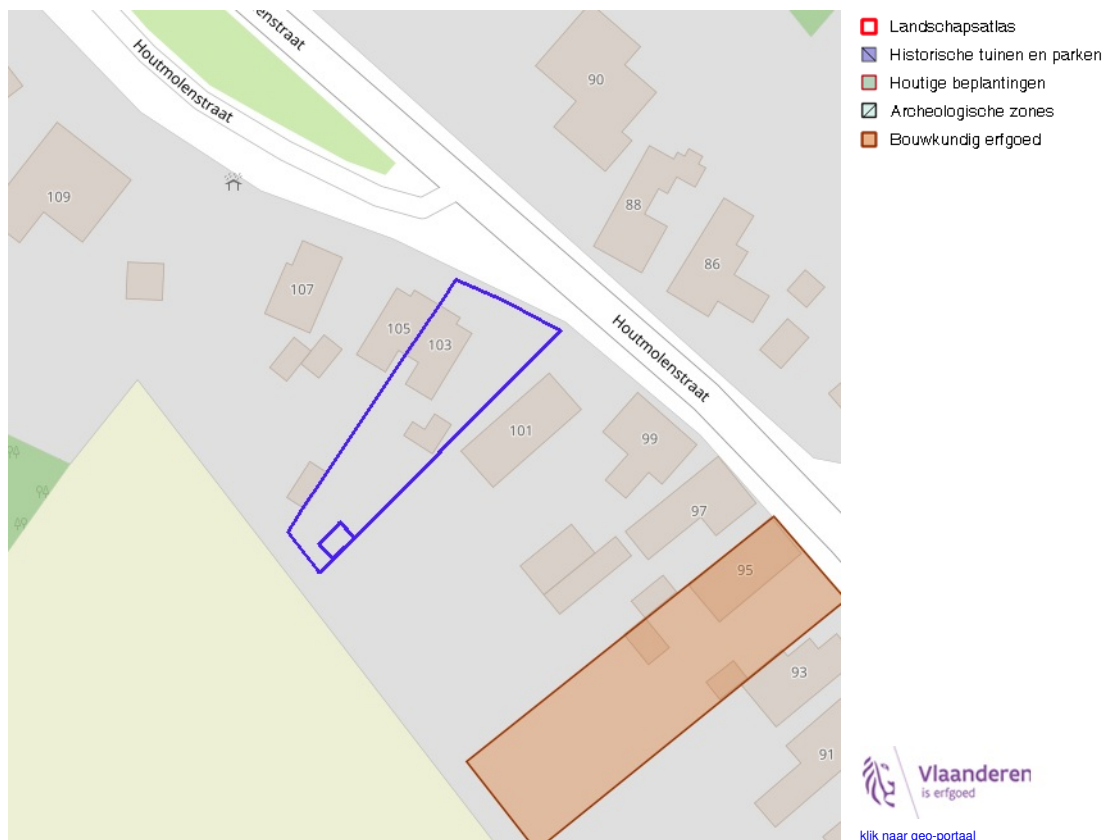 enstraat
Houtmolenstraat
90
109
88
86
107
105
103
Houtmolenstraat
101
99
97
95
93
91
Landschapsatlas
Historische tuinen en parken
Houtige beplantingen
Archeologische zones
Bouwkundig erfgoed
Vlaanderen
is erfgoed
klik naar geo-portaal